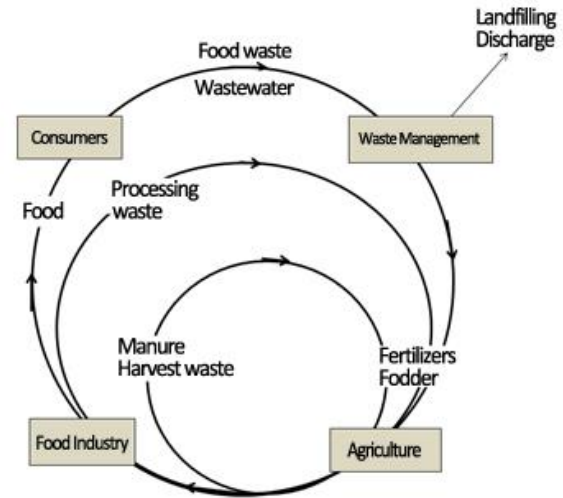 Landfilling
Discharge
Food waste
Wastewater
Consumers
Waste Management
Processing
waste
Food
Manure
Harvest waste
Fertilizers
Fodder
Food Industry
Agriculture